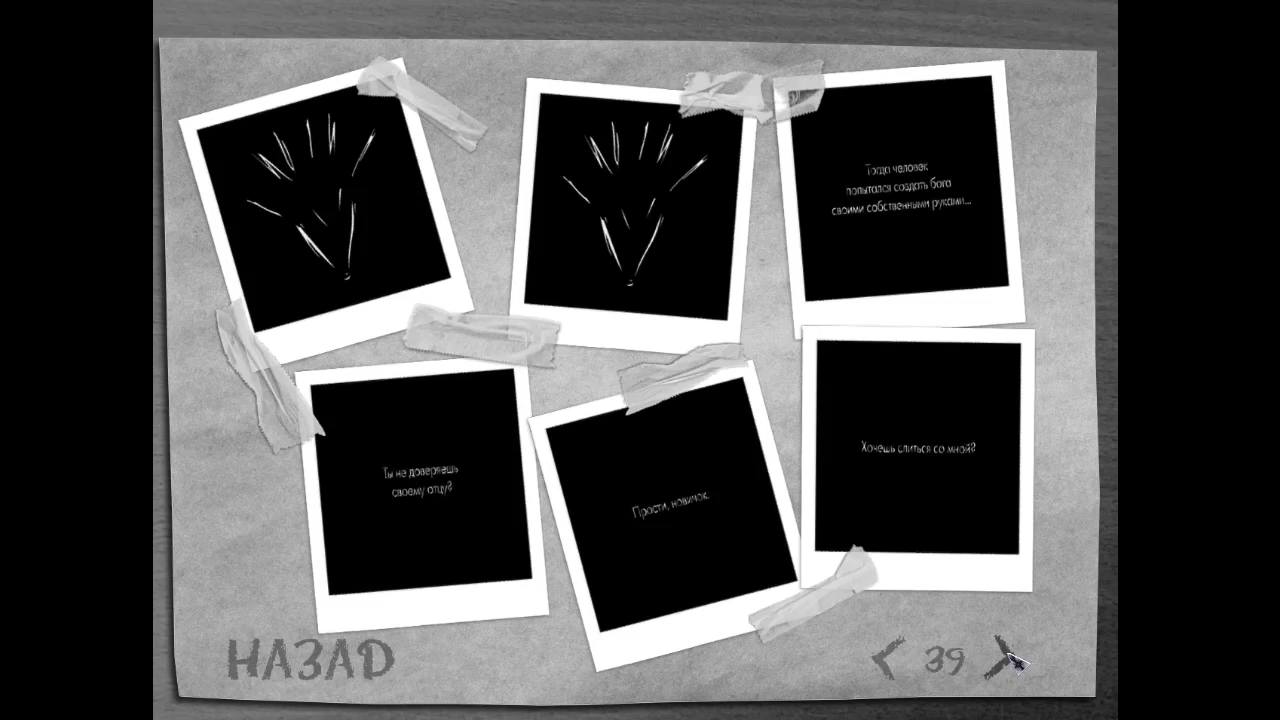 Тогда человек
попытался создать бога
своими собственными руками...
Ты не доверяешь
своему отцу?
Прости, новичок.
Хочешь слиться со мной?
НАЗАД
39